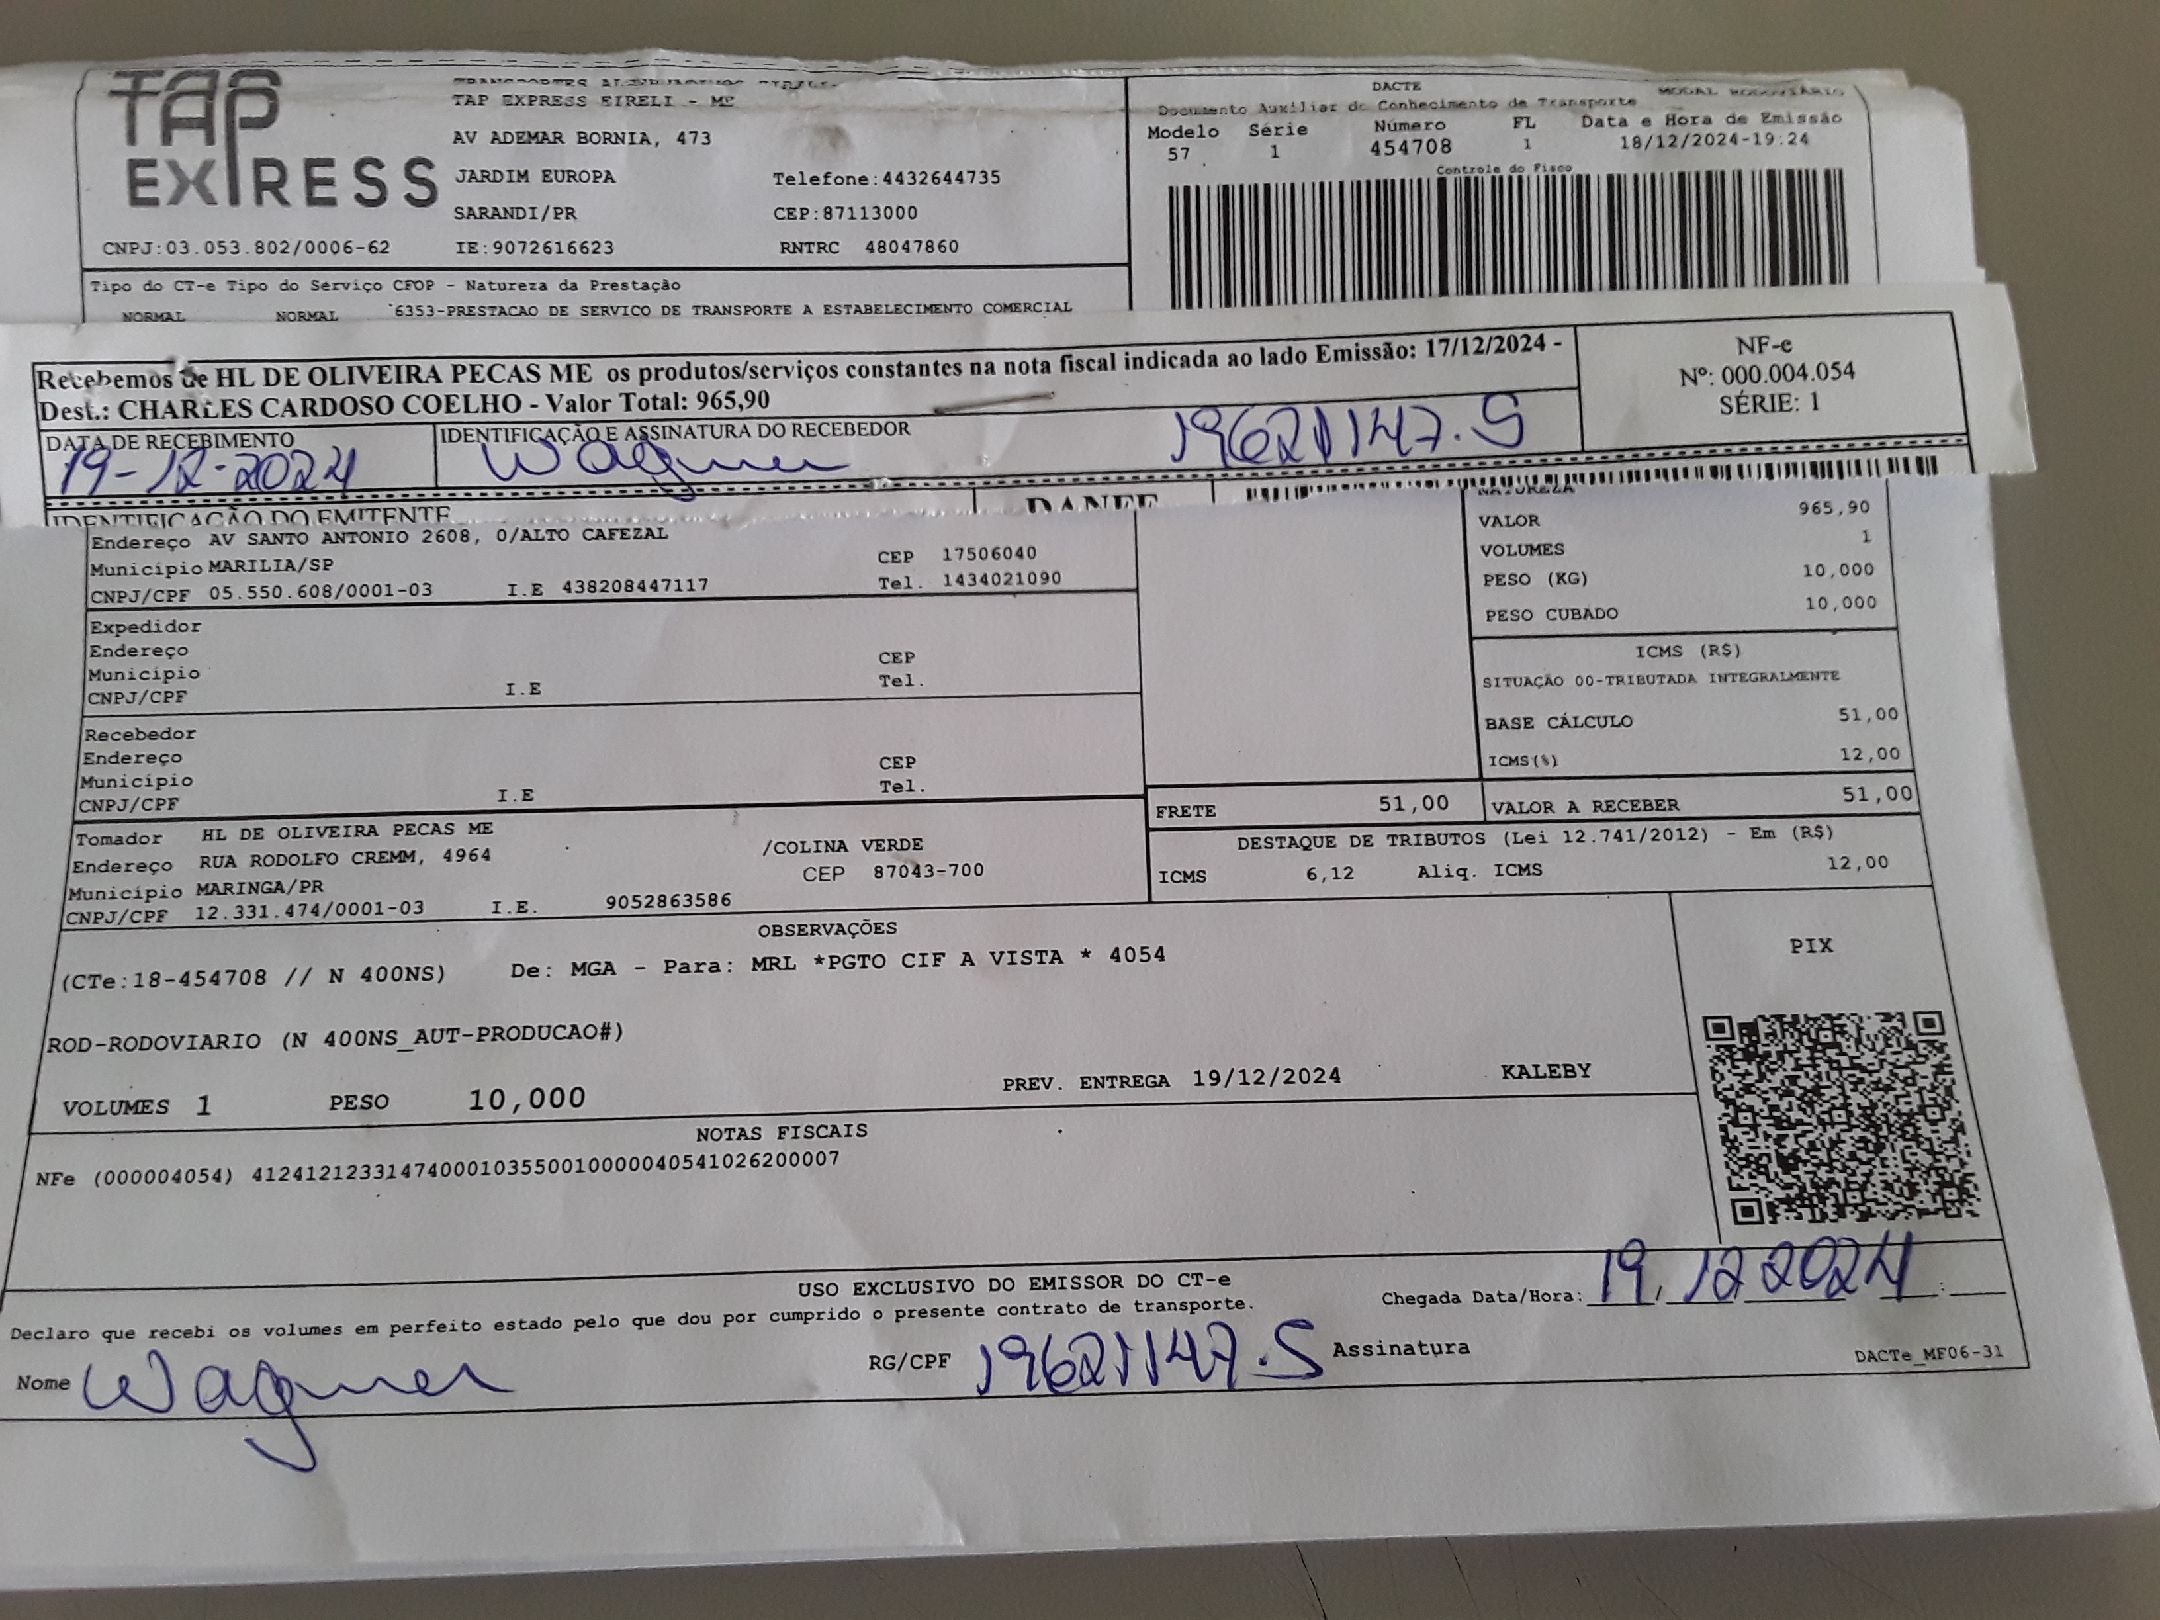 TAP
EXPRESS
TAP EXPRESS EIRELI - ME
AV ADEMAR BORNIA, 473
JARDIM EUROPA Telefone:4432644735
SARANDI/PR CEP:87113000
CNPJ:03.053.802/0006-62 IE:9072616623 RNTRC 48047860
DACTE
Documento Auxiliar do Conhecimento de Transporte MODAL RODOVIÁRIO
Modelo Série Número FL Data e Hora de Emissão
57 1 454708 1 18/12/2024-19:24
Controle do Fisco
Tipo do CT-e Tipo do Serviço CFOP - Natureza da Prestação
NORMAL NORMAL 6353-PRESTACAO DE SERVICO DE TRANSPORTE A ESTABELECIMENTO COMERCIAL
Recebemos de HL DE OLIVEIRA PECAS ME os produtos/serviços constantes na nota fiscal indicada ao lado Emissão: 17/12/2024 -
Dest.: CHARLES CARDOSO COELHO - Valor Total: 965,90
NF-e
Nº: 000.004.054
SÉRIE: 1
DATA DE RECEBIMENTO IDENTIFICAÇÃO E ASSINATURA DO RECEBEDOR
19-12-2024 Wagner 19621147.5
IDENTIFICAÇÃO DO EMITENTE DANFE
Endereço AV SANTO ANTONIO 2608, 0/ALTO CAFEZAL
Município MARILIA/SP CEP 17506040
CNPJ/CPF 05.550.608/0001-03 I.E 438208447117 Tel. 1434021090
NATUREZA
VALOR 965,90
VOLUMES 1
PESO (KG) 10,000
PESO CUBADO 10,000
Expedidor
Endereço
Município CEP
CNPJ/CPF I.E Tel.
ICMS (R$)
SITUAÇÃO 00-TRIBUTADA INTEGRALMENTE
BASE CÁLCULO 51,00
ICMS(%) 12,00
Recebedor
Endereço
Município CEP
CNPJ/CPF I.E Tel.
FRETE 51,00 VALOR A RECEBER 51,00
Tomador HL DE OLIVEIRA PECAS ME
Endereço RUA RODOLFO CREMM, 4964 /COLINA VERDE
Município MARINGA/PR CEP 87043-700
CNPJ/CPF 12.331.474/0001-03 I.E. 9052863586
DESTAQUE DE TRIBUTOS (Lei 12.741/2012) - Em (R$)
ICMS 6,12 Aliq. ICMS 12,00
OBSERVAÇÕES
(CTe:18-454708 // N 400NS) De: MGA - Para: MRL *PGTO CIF A VISTA * 4054
PIX
ROD-RODOVIARIO (N 400NS_AUT-PRODUCAO#)
VOLUMES 1 PESO 10,000 PREV. ENTREGA 19/12/2024 KALEBY
NOTAS FISCAIS
NFe (000004054) 41241212331474000103550010000040541026200007
USO EXCLUSIVO DO EMISSOR DO CT-e
Declaro que recebi os volumes em perfeito estado pelo que dou por cumprido o presente contrato de transporte. Chegada Data/Hora: 19, 12 2024 :
Nome Wagner RG/CPF 19621147.5 Assinatura
DACTe_MF06-31